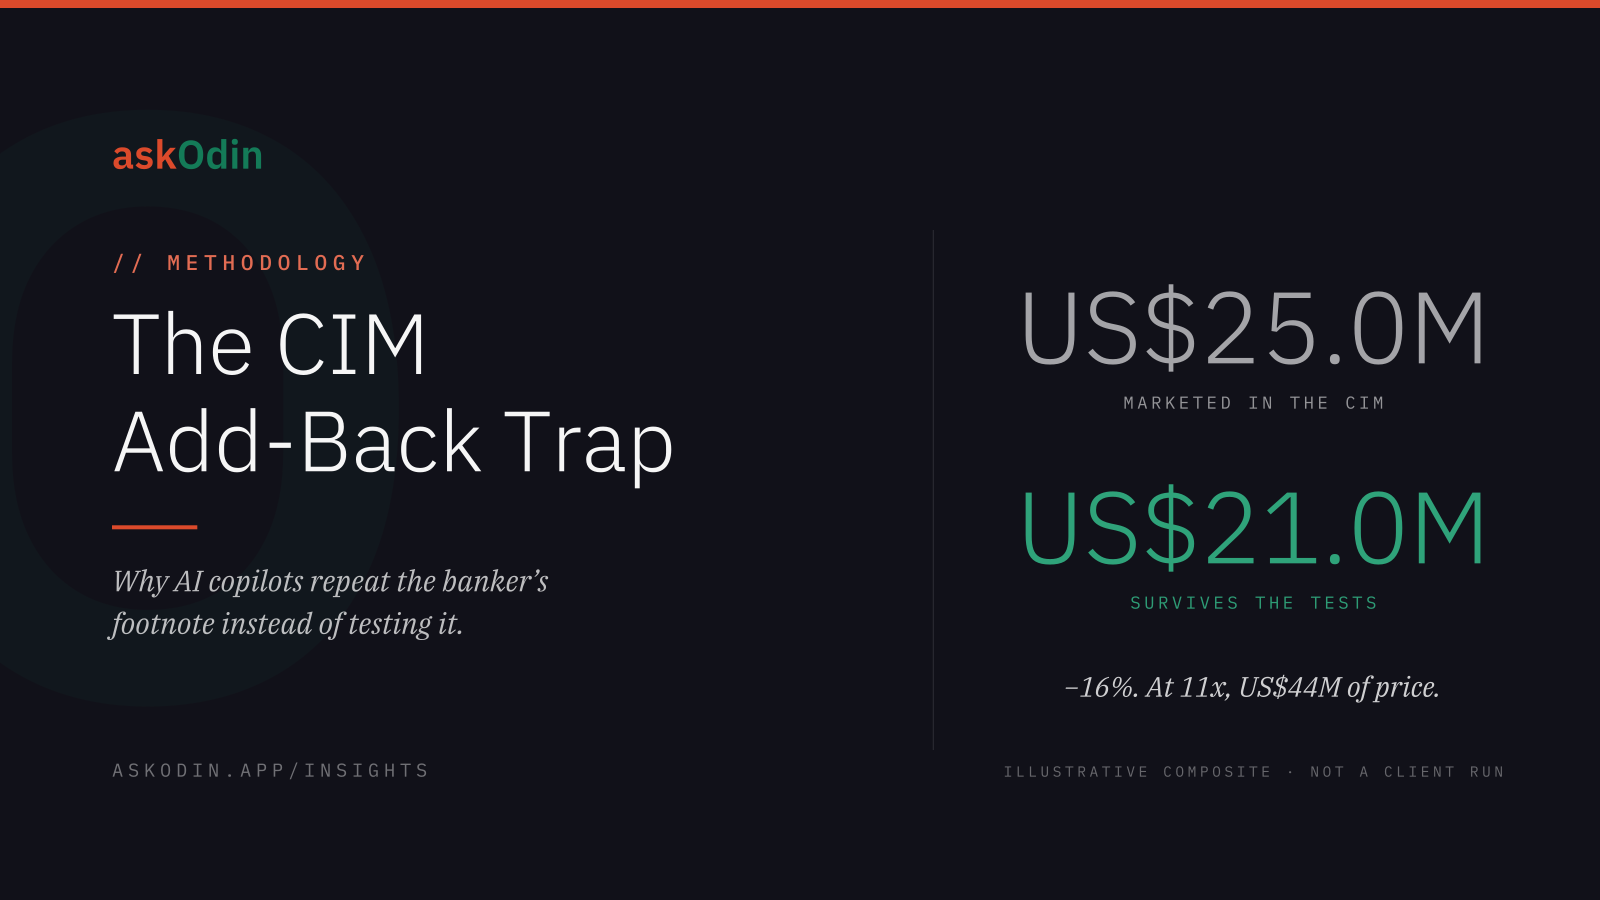 askOdin
// METHODOLOGY
The CIM
Add-Back Trap
Why AI copilots repeat the banker’s
footnote instead of testing it.
ASKODIN.APP/INSIGHTS
US$25.0M
MARKETED IN THE CIM
US$21.0M
SURVIVES THE TESTS
−16%. At 11x, US$44M of price.
ILLUSTRATIVE COMPOSITE · NOT A CLIENT RUN